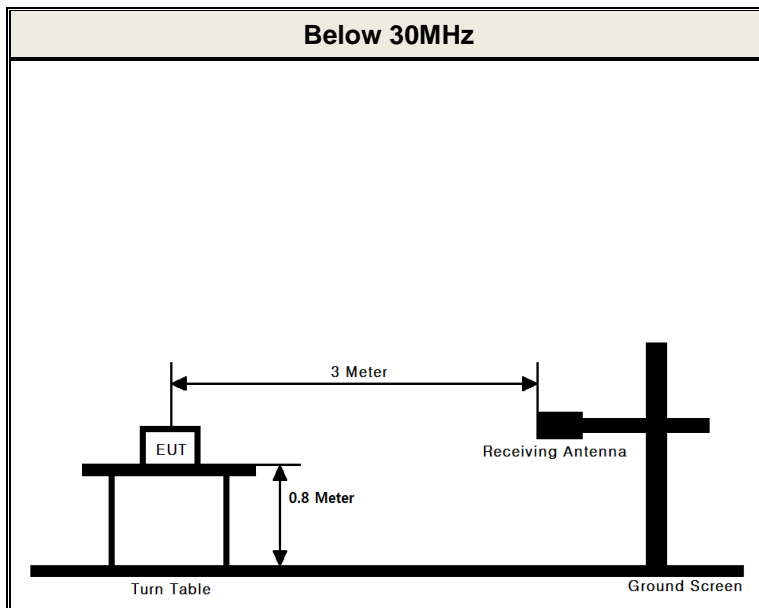 Below 30MHz
3 Meter
EUT
Receiving Antenna
0.8 Meter
Turn Table
Ground Screen